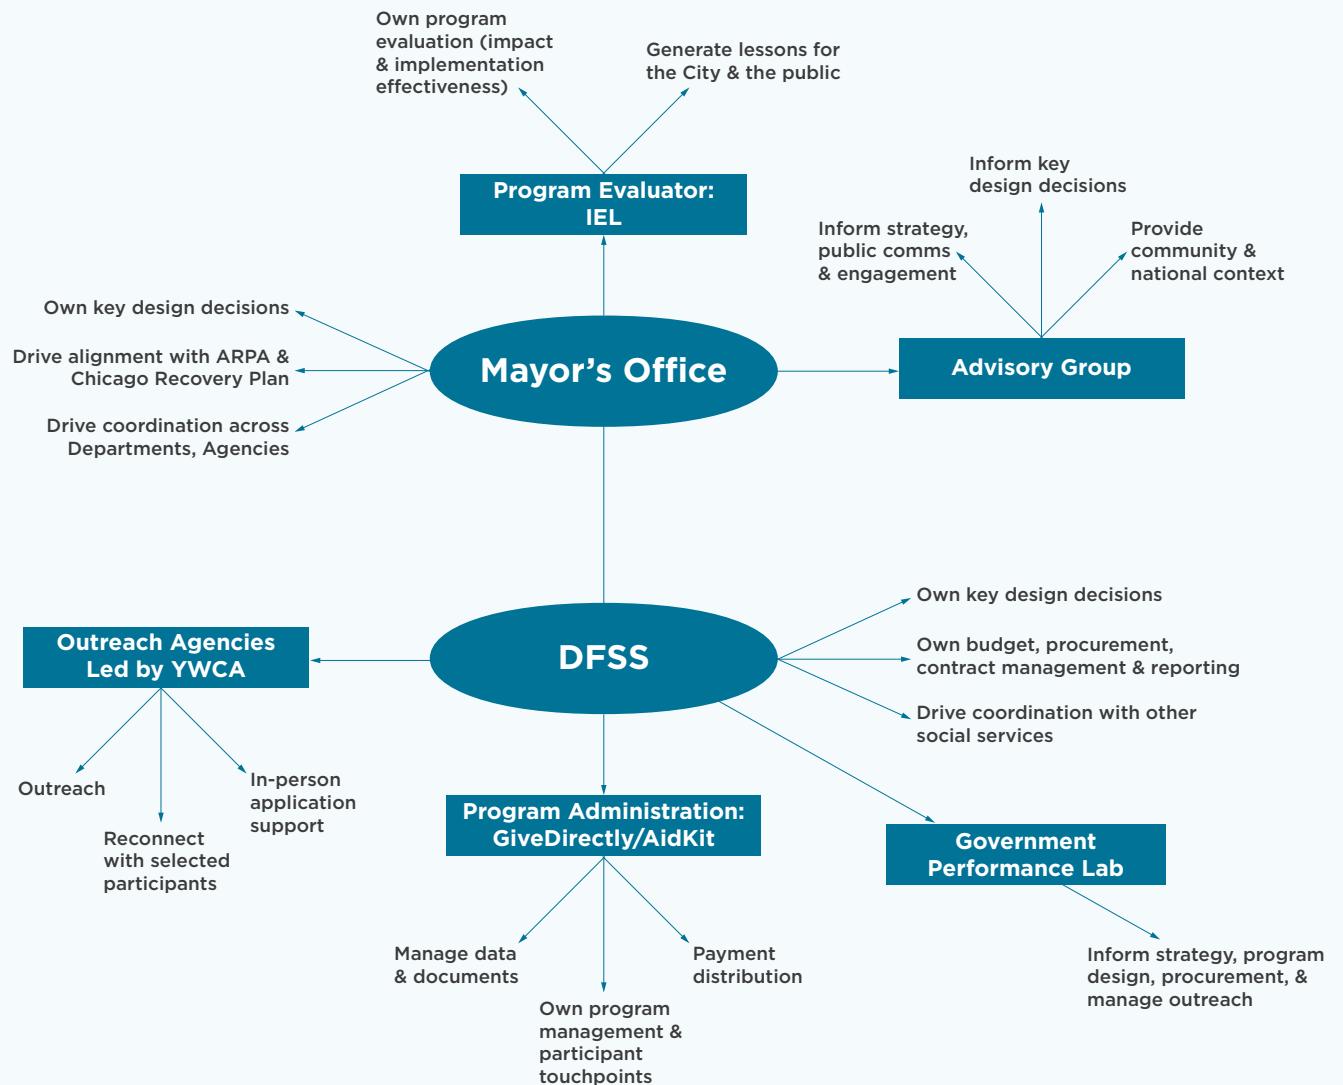 Own program
evaluation (impact
& implementation
effectiveness)
Generate lessons for
the City & the public
Program Evaluator:
IEL
Inform key
design decisions
Inform strategy,
public comms
& engagement
Provide
community &
national context
Own key design decisions
Drive alignment with ARPA &
Chicago Recovery Plan
Drive coordination across
Departments, Agencies
Mayor’s Office
Advisory Group
Outreach Agencies
Led by YWCA
DFSS
Own key design decisions
Own budget, procurement,
contract management & reporting
Drive coordination with other
social services
Outreach
Reconnect
with selected
participants
In-person
application
support
Program Administration:
GiveDirectly/AidKit
Government
Performance Lab
Manage data
& documents
Own program
management &
participant
touchpoints
Payment
distribution
Inform strategy, program
design, procurement, &
manage outreach